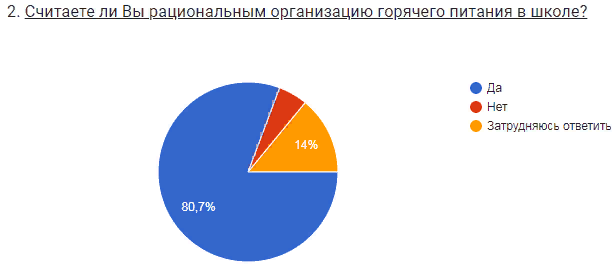 2. Считаете ли Вы рациональным организацию горячего питания в школе?
Да
Нет
Затрудняюсь ответить
14%
80,7%